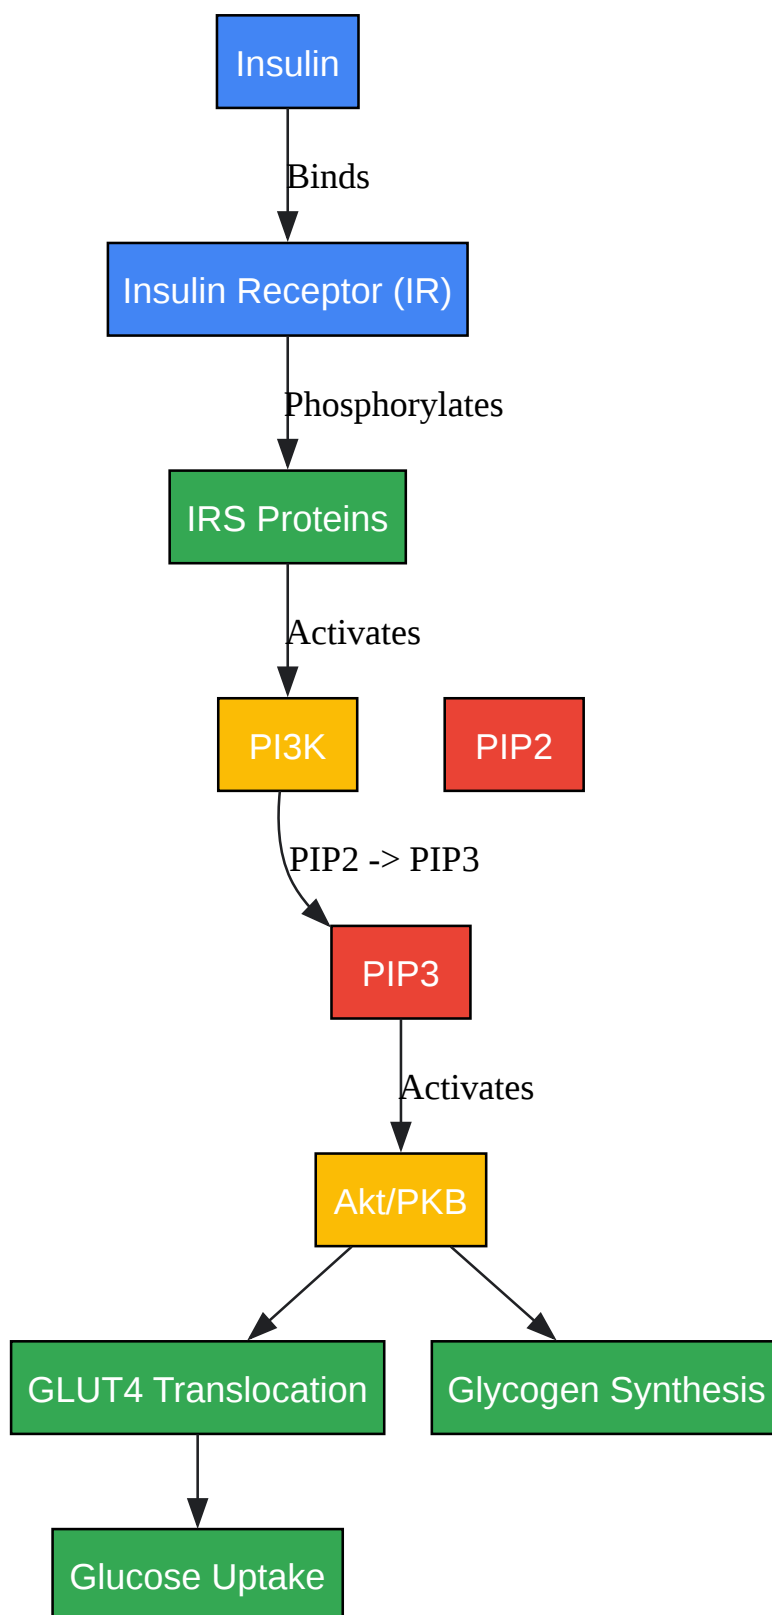 Insulin
Binds
Insulin Receptor (IR)
Phosphorylates
IRS Proteins
Activates
PI3K
PIP2
PIP2 -> PIP3
PIP3
Activates
Akt/PKB
GLUT4 Translocation
Glycogen Synthesis
Glucose Uptake